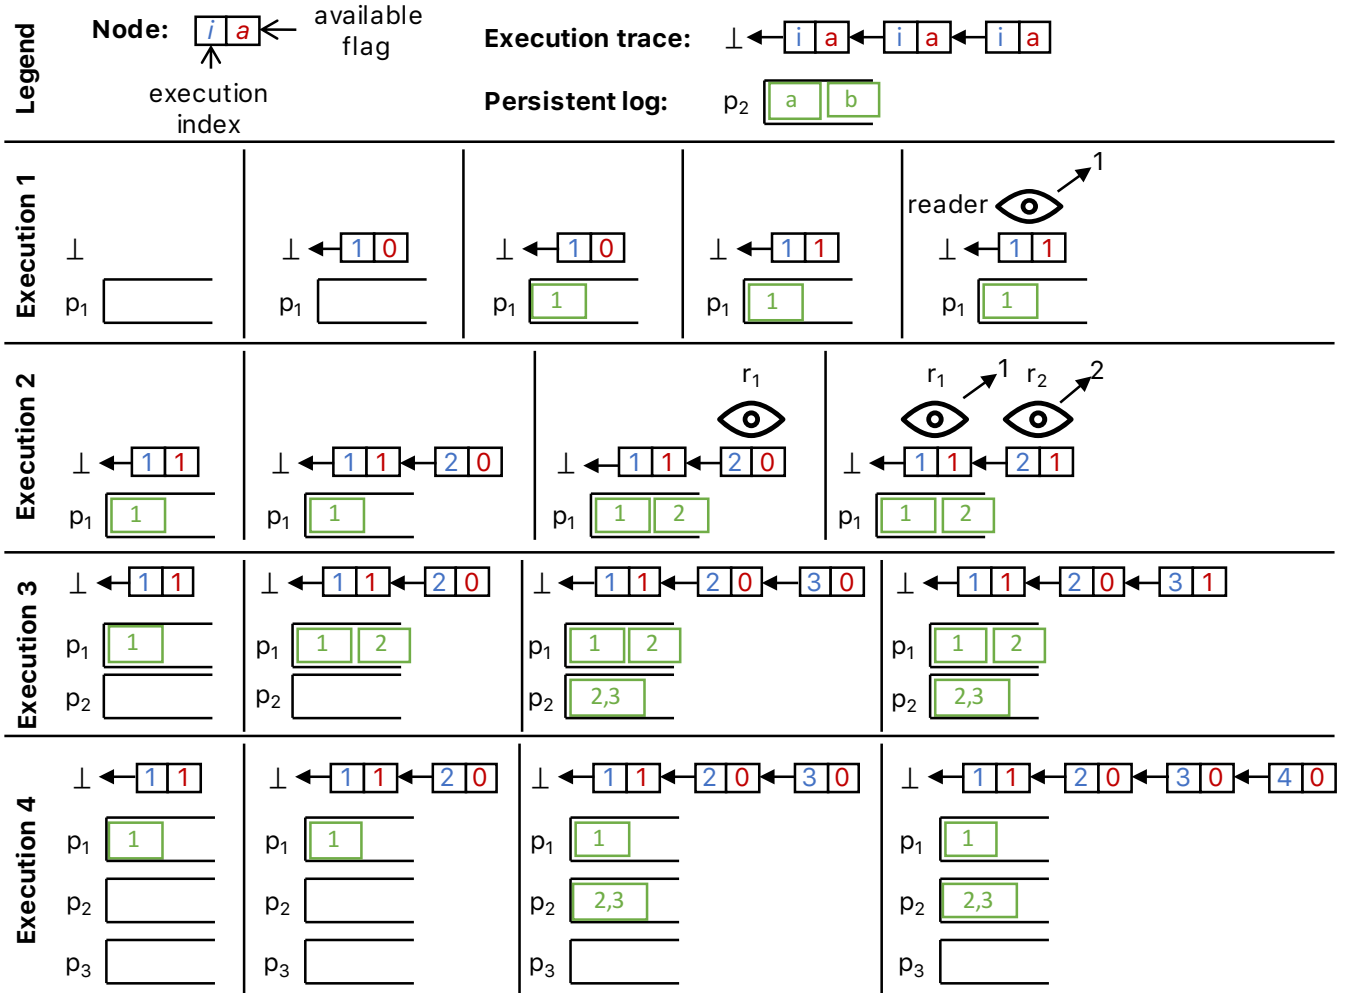 Legend
Node: i a available flag
execution index
Execution trace: ⊥ i a i a i a
Persistent log: p2 a b
Execution 1
reader 1
⊥ ⊥ 1 0 ⊥ 1 0 ⊥ 1 1 ⊥ 1 1
p1 p1 p1 1 p1 1 p1 1
Execution 2
r1 r1 1 r2 2
⊥ 1 1 ⊥ 1 1 2 0 ⊥ 1 1 2 0 ⊥ 1 1 2 1
p1 1 p1 1 p1 1 2 p1 1 2
Execution 3
⊥ 1 1 ⊥ 1 1 2 0 ⊥ 1 1 2 0 3 0 ⊥ 1 1 2 0 3 1
p1 1 p1 1 2 p1 1 2 p1 1 2
p2 p2 p2 2,3 p2 2,3
Execution 4
⊥ 1 1 ⊥ 1 1 2 0 ⊥ 1 1 2 0 3 0 ⊥ 1 1 2 0 3 0 4 0
p1 1 p1 1 p1 1 p1 1
p2 p2 p2 2,3 p2 2,3
p3 p3 p3 p3